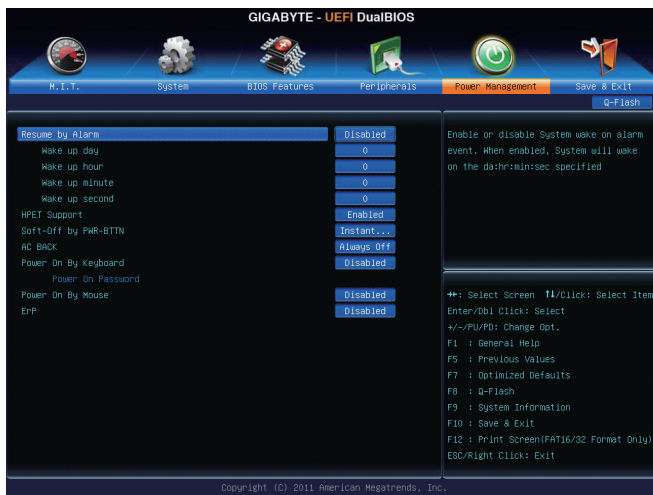 GIGABYTE - UEFI DualBIOS
M.I.T. System BIOS Features Peripherals Power Management Save & Exit
Q-Flash
Resume by Alarm Disabled
Wake up day 0
Wake up hour 0
Wake up minute 0
Wake up second 0
HPET Support Enabled
Soft-Off by PWR-BTTN Instant...
AC BACK Always Off
Power On By Keyboard Disabled
Power On Password
Power On By Mouse Disabled
ErP Disabled
Enable or disable System wake on alarm
event. When enabled, System will wake
on the da:hr:min:sec specified
→←: Select Screen ↑↓/Click: Select Item
Enter/Dbl Click: Select
+/-/PU/PD: Change Opt.
F1 : General Help
F5 : Previous Values
F7 : Optimized Defaults
F8 : Q-Flash
F9 : System Information
F10 : Save & Exit
F12 : Print Screen(FAT16/32 Format Only)
ESC/Right Click: Exit
Copyright (C) 2011 American Megatrends, Inc.